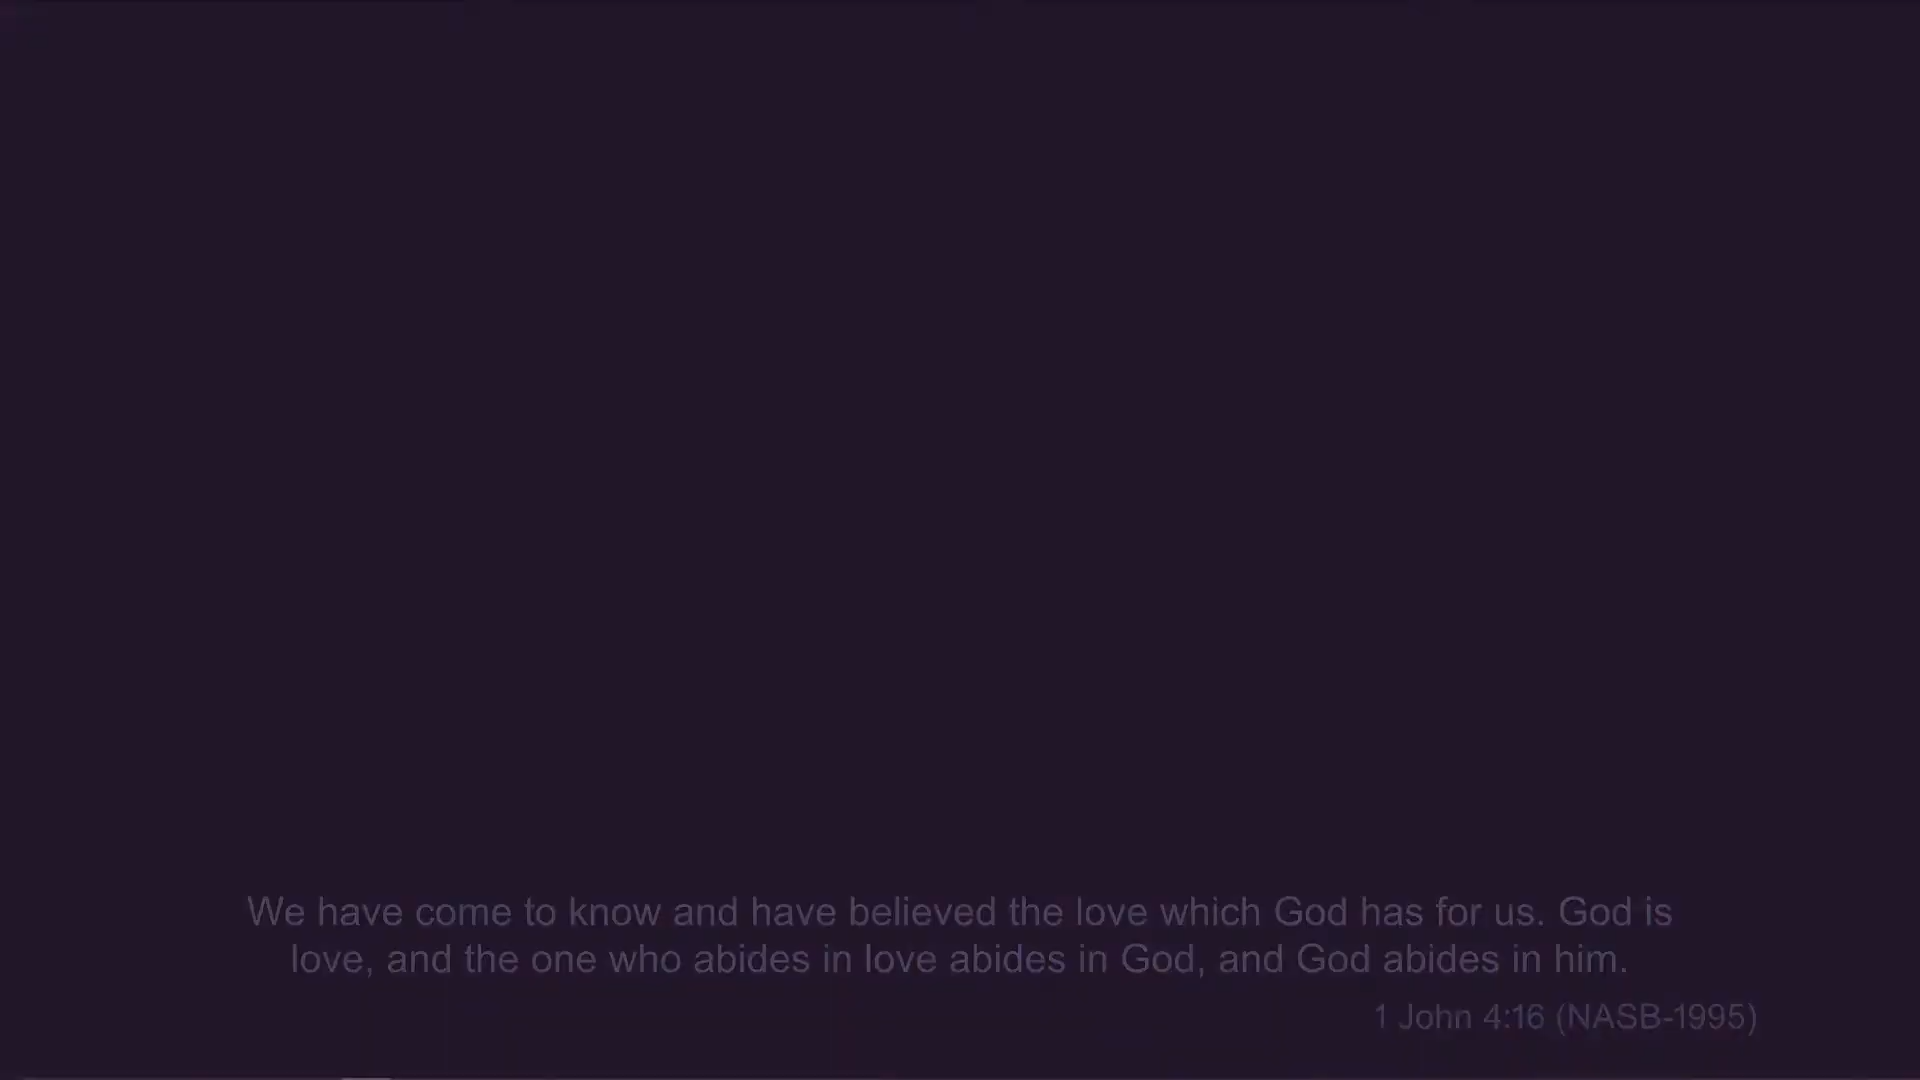 We have come to know and have believed the love which God has for us. God is
love, and the one who abides in love abides in God, and God abides in him.
1 John 4:16 (NASB-1995)